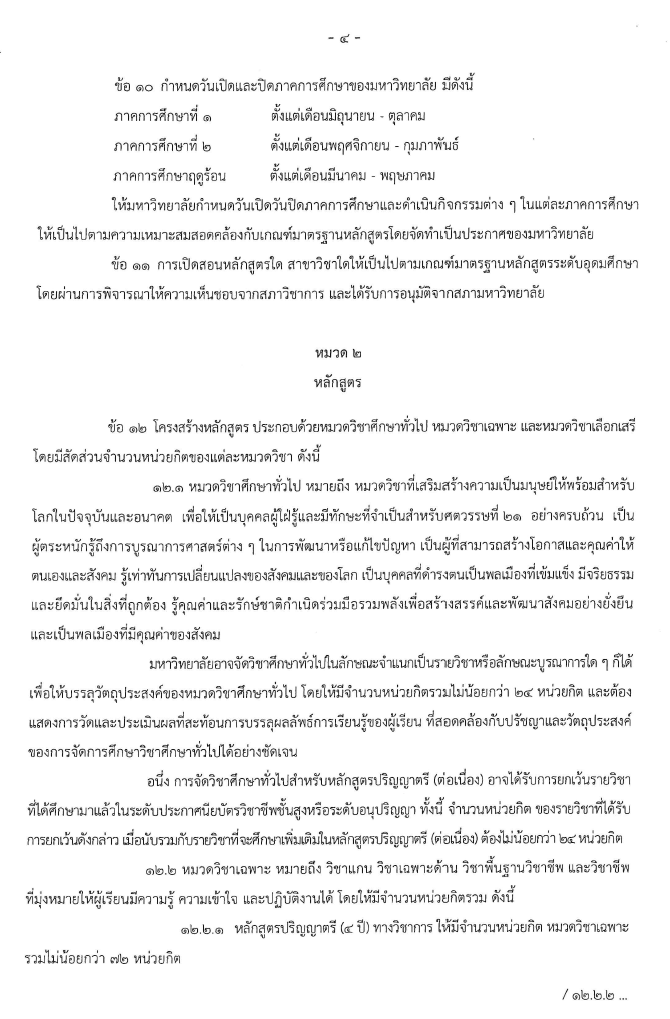 - ๔ -
ข้อ ๑๐ กำหนดวันเปิดและปิดภาคการศึกษาของมหาวิทยาลัย มีดังนี้
ภาคการศึกษาที่ ๑ ตั้งแต่เดือนมิถุนายน - ตุลาคม
ภาคการศึกษาที่ ๒ ตั้งแต่เดือนพฤศจิกายน - กุมภาพันธ์
ภาคการศึกษาฤดูร้อน ตั้งแต่เดือนมีนาคม - พฤษภาคม
ให้มหาวิทยาลัยกำหนดวันเปิดวันปิดภาคการศึกษาและดำเนินกิจกรรมต่าง ๆ ในแต่ละภาคการศึกษา
ให้เป็นไปตามความเหมาะสมสอดคล้องกับเกณฑ์มาตรฐานหลักสูตรโดยจัดทำเป็นประกาศของมหาวิทยาลัย
ข้อ ๑๑ การเปิดสอนหลักสูตรใด สาขาวิชาใดให้เป็นไปตามเกณฑ์มาตรฐานหลักสูตรระดับอุดมศึกษา
โดยผ่านการพิจารณาให้ความเห็นชอบจากสภาวิชาการ และได้รับการอนุมัติจากสภามหาวิทยาลัย
หมวด ๒
หลักสูตร
ข้อ ๑๒ โครงสร้างหลักสูตร ประกอบด้วยหมวดวิชาศึกษาทั่วไป หมวดวิชาเฉพาะ และหมวดวิชาเลือกเสรี
โดยมีสัดส่วนจำนวนหน่วยกิตของแต่ละหมวดวิชา ดังนี้
๑๒.๑ หมวดวิชาศึกษาทั่วไป หมายถึง หมวดวิชาที่เสริมสร้างความเป็นมนุษย์ให้พร้อมสำหรับ
โลกในปัจจุบันและอนาคต เพื่อให้เป็นบุคคลผู้ใฝ่รู้และมีทักษะที่จำเป็นสำหรับศตวรรษที่ ๒๑ อย่างครบถ้วน เป็น
ผู้ตระหนักรู้ถึงการบูรณาการศาสตร์ต่าง ๆ ในการพัฒนาหรือแก้ไขปัญหา เป็นผู้ที่สามารถสร้างโอกาสและคุณค่าให้
ตนเองและสังคม รู้เท่าทันการเปลี่ยนแปลงของสังคมและของโลก เป็นบุคคลที่ดำรงตนเป็นพลเมืองที่เข้มแข็ง มีจริยธรรม
และยึดมั่นในสิ่งที่ถูกต้อง รู้คุณค่าและรักษ์ชาติกำเนิดร่วมมือรวมพลังเพื่อสร้างสรรค์และพัฒนาสังคมอย่างยั่งยืน
และเป็นพลเมืองที่มีคุณค่าของสังคม
มหาวิทยาลัยอาจจัดวิชาศึกษาทั่วไปในลักษณะจำแนกเป็นรายวิชาหรือลักษณะบูรณาการใด ๆ ก็ได้
เพื่อให้บรรลุวัตถุประสงค์ของหมวดวิชาศึกษาทั่วไป โดยให้มีจำนวนหน่วยกิตรวมไม่น้อยกว่า ๒๔ หน่วยกิต และต้อง
แสดงการวัดและประเมินผลที่สะท้อนการบรรลุผลลัพธ์การเรียนรู้ของผู้เรียน ที่สอดคล้องกับปรัชญาและวัตถุประสงค์
ของการจัดการศึกษาวิชาศึกษาทั่วไปได้อย่างชัดเจน
อนึ่ง การจัดวิชาศึกษาทั่วไปสำหรับหลักสูตรปริญญาตรี (ต่อเนื่อง) อาจได้รับการยกเว้นรายวิชา
ที่ได้ศึกษามาแล้วในระดับประกาศนียบัตรวิชาชีพชั้นสูงหรือระดับอนุปริญญา ทั้งนี้ จำนวนหน่วยกิต ของรายวิชาที่ได้รับ
การยกเว้นดังกล่าว เมื่อนับรวมกับรายวิชาที่จะศึกษาเพิ่มเติมในหลักสูตรปริญญาตรี (ต่อเนื่อง) ต้องไม่น้อยกว่า ๒๔ หน่วยกิต
๑๒.๒ หมวดวิชาเฉพาะ หมายถึง วิชาแกน วิชาเฉพาะด้าน วิชาพื้นฐานวิชาชีพ และวิชาชีพ
ที่มุ่งหมายให้ผู้เรียนมีความรู้ ความเข้าใจ และปฏิบัติงานได้ โดยให้มีจำนวนหน่วยกิตรวม ดังนี้
๑๒.๒.๑ หลักสูตรปริญญาตรี (๔ ปี) ทางวิชาการ ให้มีจำนวนหน่วยกิต หมวดวิชาเฉพาะ
รวมไม่น้อยกว่า ๗๒ หน่วยกิต
/ ๑๒.๒.๒ ...